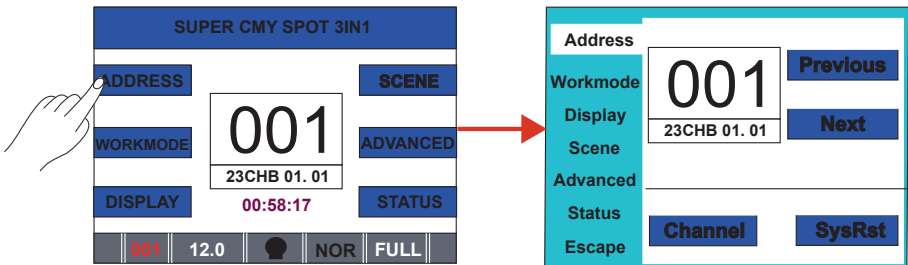 SUPER CMY SPOT 3IN1
ADDRESS
SCENE
001
WORKMODE
ADVANCED
23CHB 01. 01
DISPLAY
00:58:17
STATUS
001 12.0 NOR FULL
Address
Workmode
Display
Scene
Advanced
Status
Escape
001
23CHB 01. 01
Previous
Next
Channel
SysRst